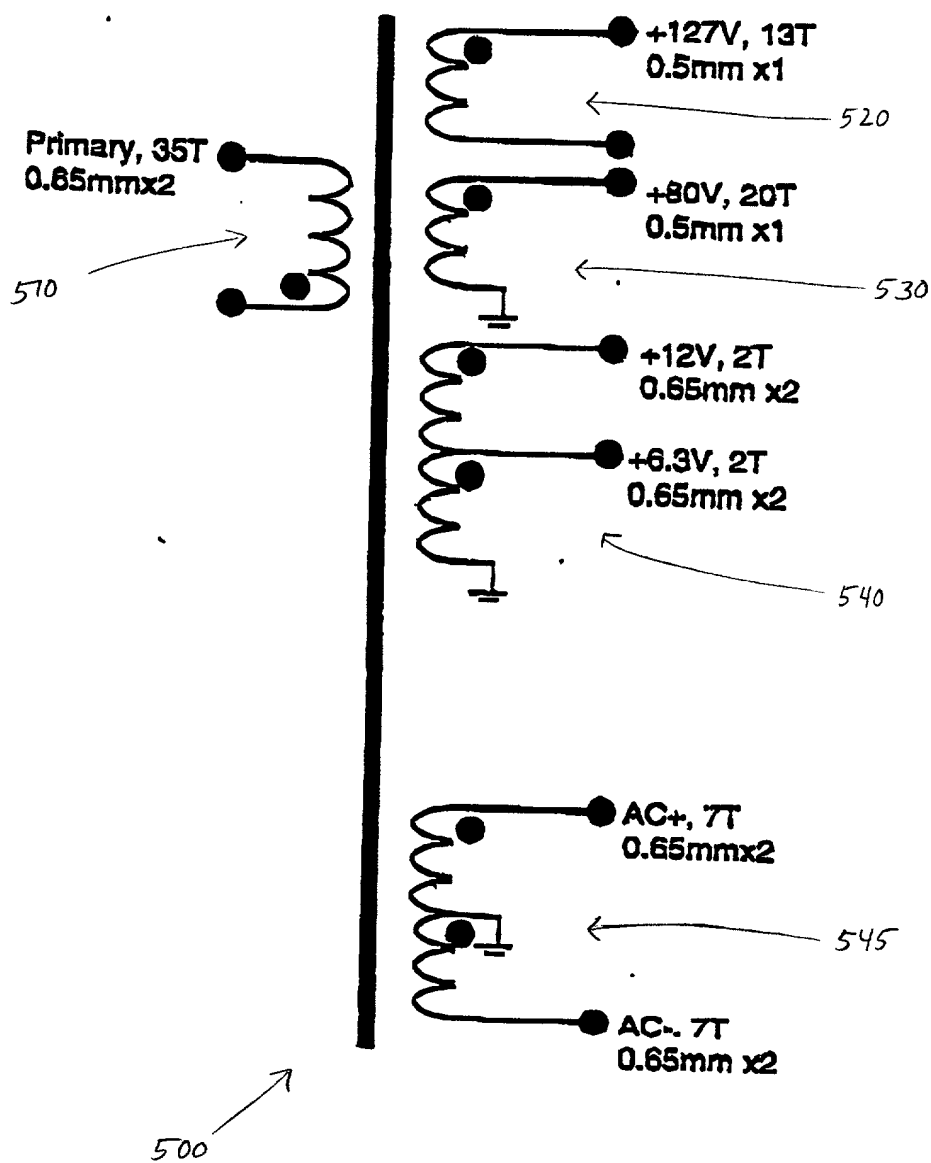 +127V, 13T
0.5mm x1
520
Primary, 35T
0.65mmx2
510
+80V, 20T
0.5mm x1
530
+12V, 2T
0.65mm x2
+6.3V, 2T
0.65mm x2
540
AC+, 7T
0.65mmx2
545
AC-. 7T
0.65mm x2
500